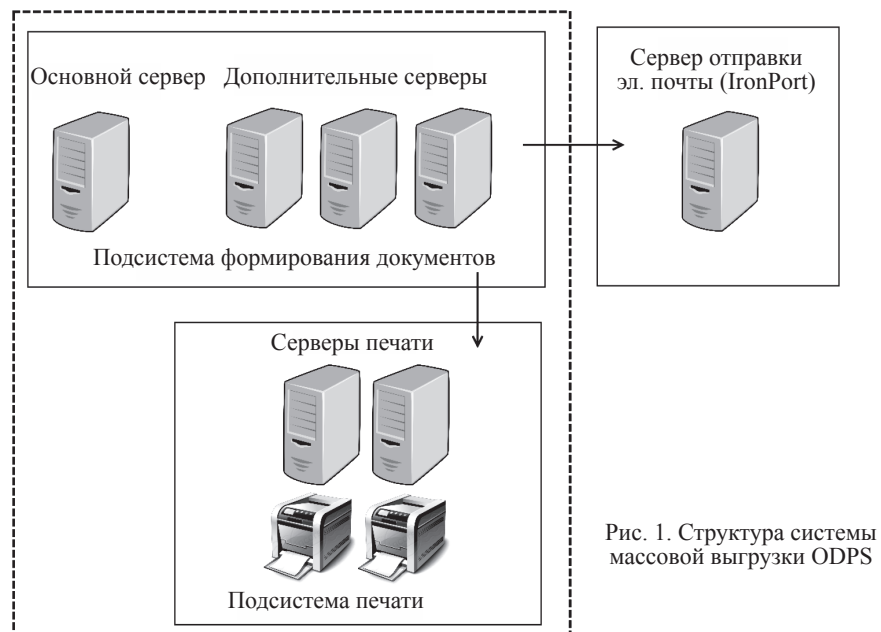 Основной сервер
Дополнительные серверы
Подсистема формирования документов
Сервер отправки
эл. почты (IronPort)
Серверы печати
Подсистема печати
Рис. 1. Структура системы
массовой выгрузки ODPS